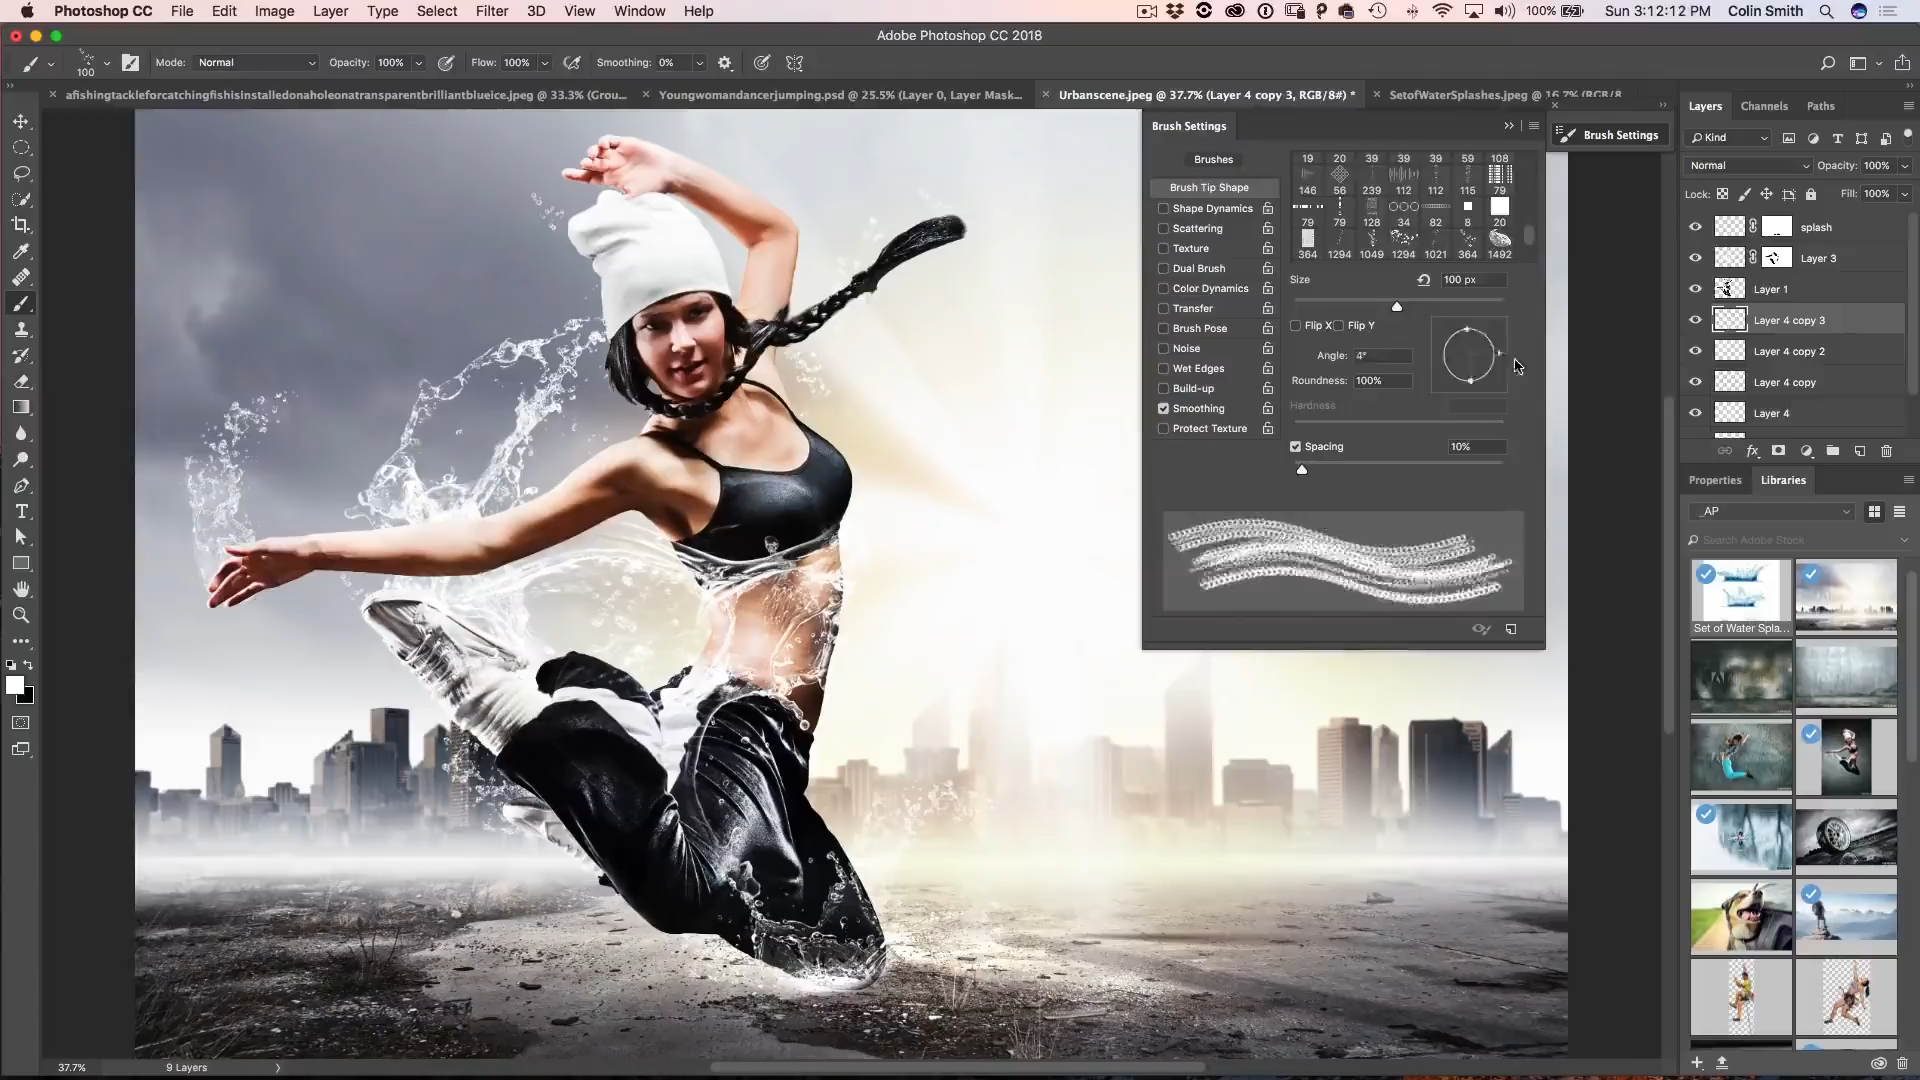 Photoshop CC File Edit Image Layer Type Select Filter 3D View Window Help 100% Sun 3:12:12 PM Colin Smith
Adobe Photoshop CC 2018
100 Mode: Normal Opacity: 100% Flow: 100% Smoothing: 0%
afishingtackleforcatchingfishisinstalledonaholeonatransparentbrilliantblueice.jpeg @ 33.3% (Grou... Youngwomandancerjumping.psd @ 25.5% (Layer 0, Layer Mask... Urbanscene.jpeg @ 37.7% (Layer 4 copy 3, RGB/8#) * SetofWaterSplashes.jpeg @ 16.7% (RGB/8
Brush Settings
Brushes
Brush Tip Shape
Shape Dynamics
Scattering
Texture
Dual Brush
Color Dynamics
Transfer
Brush Pose
Noise
Wet Edges
Build-up
Smoothing
Protect Texture
19 20 39 39 39 59 108
146 56 239 112 112 115 79
79 79 128 34 82 8 20
364 1294 1049 1294 1021 364 1492
Size 100 px
Flip X Flip Y
Angle: 4°
Roundness: 100%
Hardness
Spacing 10%
Brush Settings
Layers Channels Paths
Kind
Normal Opacity: 100%
Lock: Fill: 100%
splash
Layer 3
Layer 1
Layer 4 copy 3
Layer 4 copy 2
Layer 4 copy
Layer 4
fx
Properties Libraries
_AP
Search Adobe Stock
Set of Water Spla...
37.7% 9 Layers